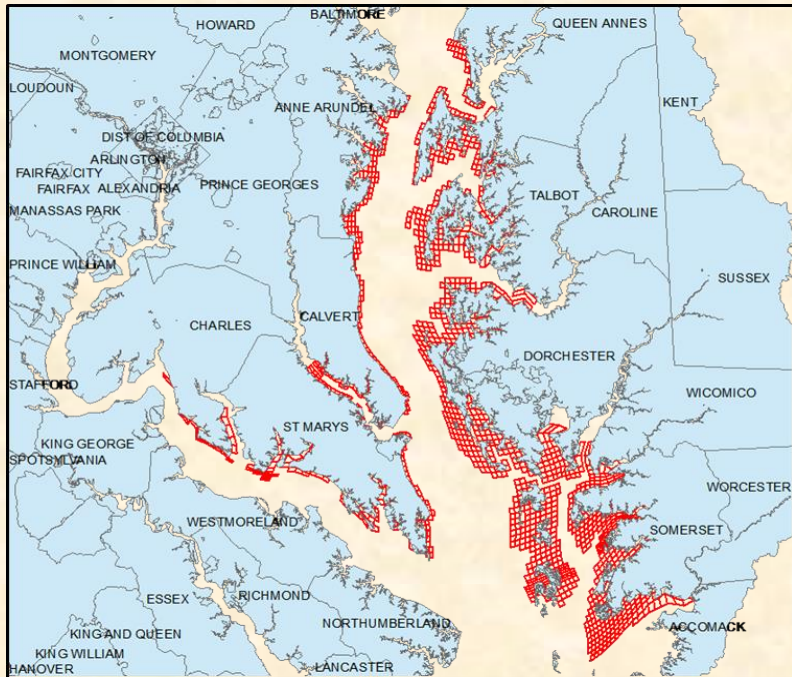 HOWARD
BALTIMORE
QUEEN ANNES
MONTGOMERY
LOUDOUN
KENT
ANNE ARUNDEL
DIST OF COLUMBIA
ARLINGTON
FAIRFAX CITY
FAIRFAX
ALEXANDRIA
PRINCE GEORGES
TALBOT
MANASSAS PARK
CAROLINE
PRINCE WILLIAM
SUSSEX
CALVERT
CHARLES
DORCHESTER
STAFFORD
WICOMICO
ST MARYS
KING GEORGE
SPOTSYLVANIA
WORCESTER
WESTMORELAND
SOMERSET
ESSEX
RICHMOND
NORTHUMBERLAND
ACCOMACK
KING AND QUEEN
KING WILLIAM
HANOVER
LANCASTER